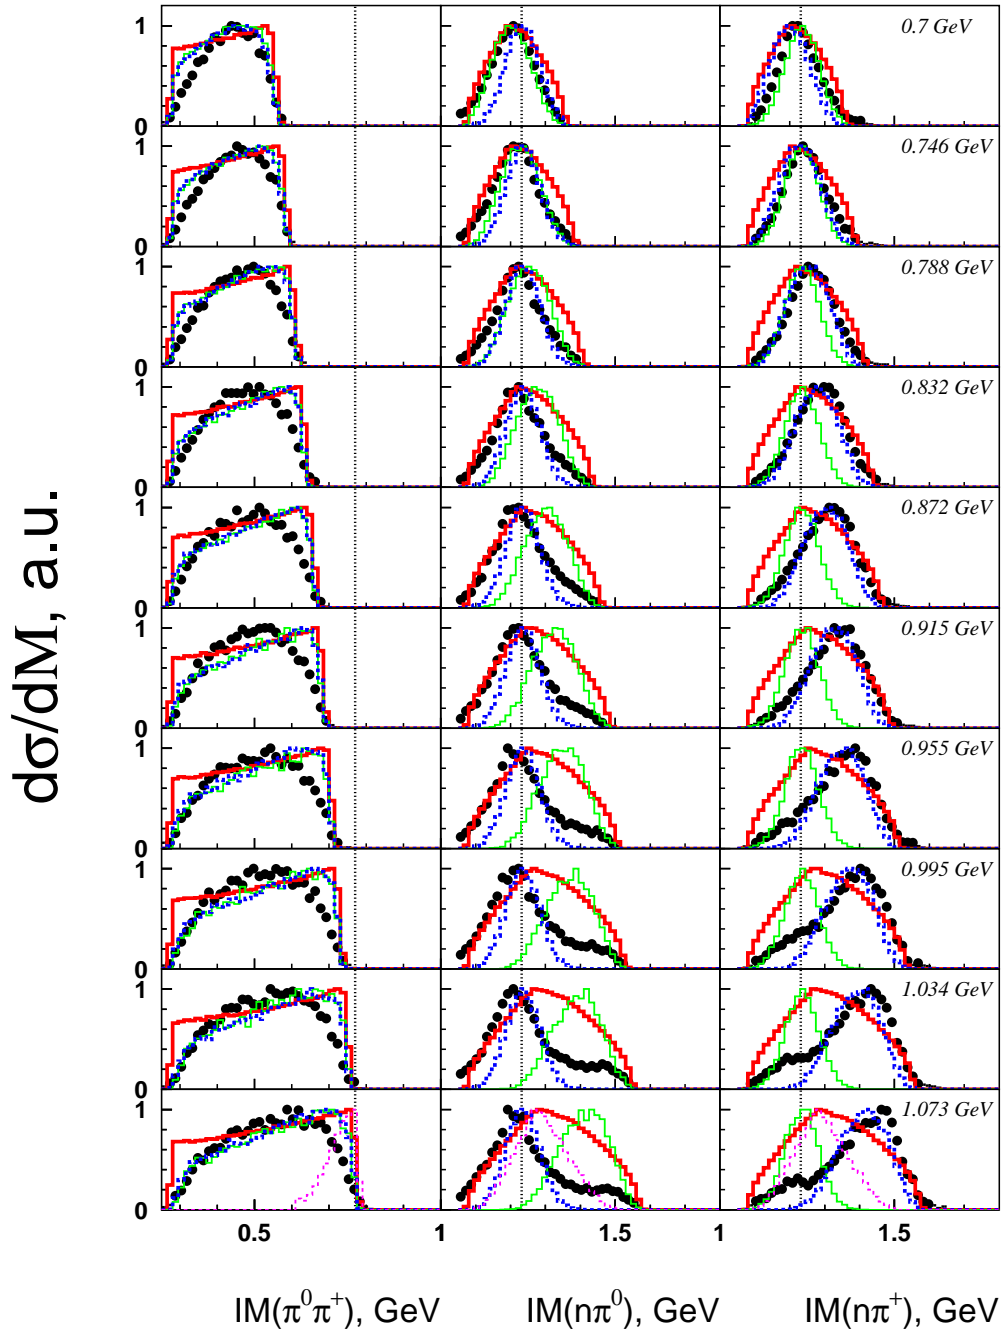 dσ/dM, a.u.
1
0.7 GeV
0
1
0.746 GeV
0
1
0.788 GeV
0
1
0.832 GeV
0
1
0.872 GeV
0
1
0.915 GeV
0
1
0.955 GeV
0
1
0.995 GeV
0
1
1.034 GeV
0
1
1.073 GeV
0
0.5 1 1.5 1 1.5
IM(π⁰π⁺), GeV IM(nπ⁰), GeV IM(nπ⁺), GeV